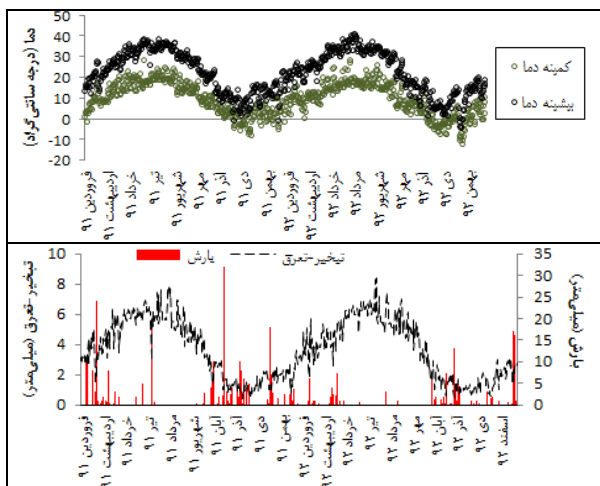 دما (درجه سانتی‌گراد)
50
40
30
20
10
0
-10
-20
کمینه دما
بیشینه دما
فروردین ۹۱
اردیبهشت ۹۱
خرداد ۹۱
تیر ۹۱
شهریور ۹۱
مهر ۹۱
آذر ۹۱
دی ۹۱
بهمن ۹۱
فروردین ۹۲
اردیبهشت ۹۲
خرداد ۹۲
مرداد ۹۲
شهریور ۹۲
مهر ۹۲
آذر ۹۲
دی ۹۲
بهمن ۹۲
تبخیر-تعرق (میلی‌متر)
10
8
6
4
2
0
بارش
تبخیر-تعرق
35
30
25
20
15
10
5
0
بارش (میلی‌متر)
فروردین ۹۱
اردیبهشت ۹۱
خرداد ۹۱
تیر ۹۱
مرداد ۹۱
شهریور ۹۱
آبان ۹۱
آذر ۹۱
دی ۹۱
بهمن ۹۱
فروردین ۹۲
اردیبهشت ۹۲
خرداد ۹۲
تیر ۹۲
مرداد ۹۲
مهر ۹۲
آبان ۹۲
آذر ۹۲
دی ۹۲
اسفند ۹۲